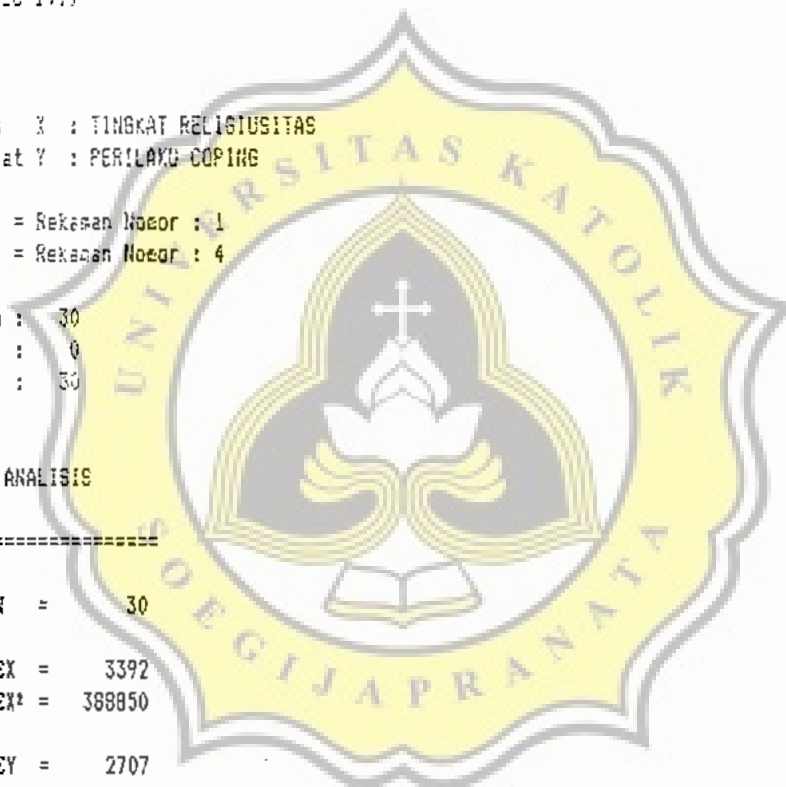 X : TINGKAT RELIGIUSITAS
at Y : PERILAKU COPING
= Rekaman Nomor : 1
= Rekaman Nomor : 4
: 30
: 0
: 30
ANALISIS
================
N = 30
ΣX = 3392
ΣX² = 388850
ΣY = 2707
UNIVERSITAS KATOLIK
SOEGIJAPRANATA